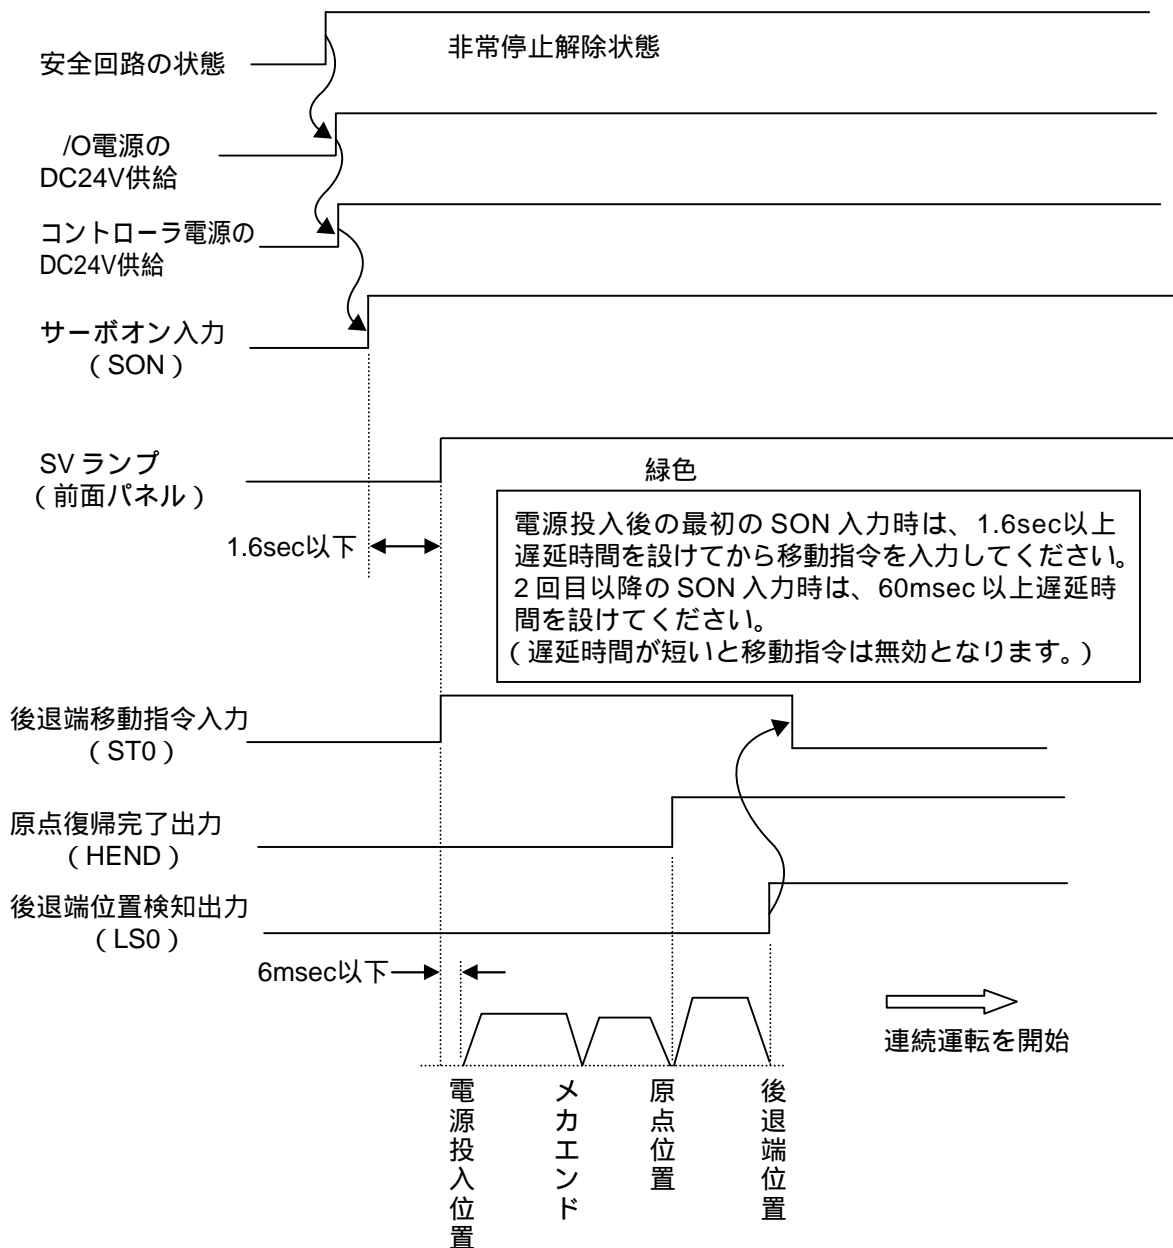 安全回路の状態
非常停止解除状態
/O電源の
DC24V供給
コントローラ電源の
DC24V供給
サーボオン入力
(SON)
SVランプ
(前面パネル)
緑色
1.6sec以下
電源投入後の最初の SON 入力時は、1.6sec以上
遅延時間を設けてから移動指令を入力してください。
2 回目以降の SON 入力時は、60msec 以上遅延時
間を設けてください。
(遅延時間が短いと移動指令は無効となります。)
後退端移動指令入力
(ST0)
原点復帰完了出力
(HEND)
後退端位置検知出力
(LS0)
6msec以下
連続運転を開始
電源投入位置
メカエンド
原点位置
後退端位置